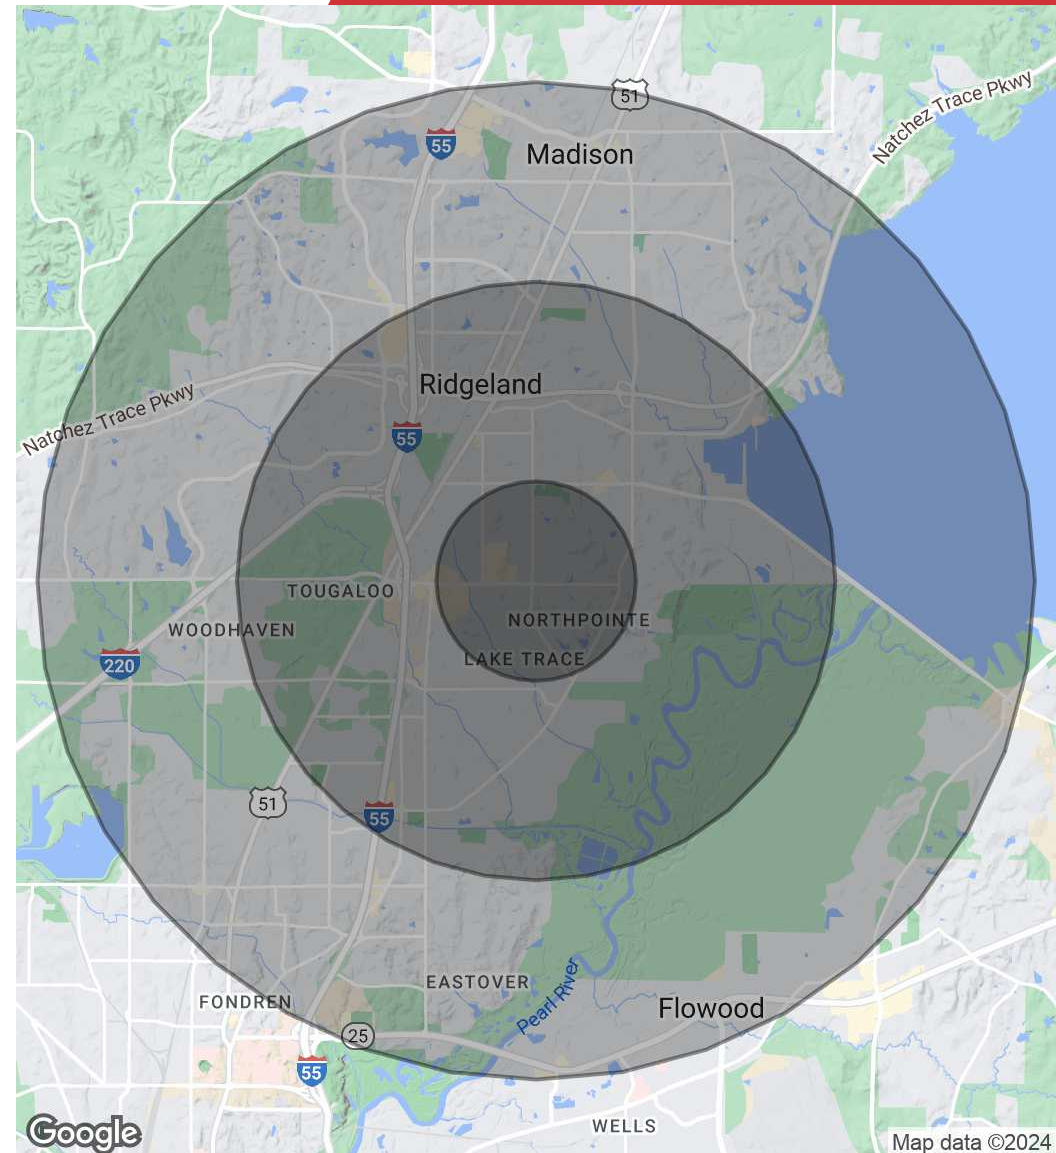 51
Natchez Trace Pkwy
55
Madison
Ridgeland
Natchez Trace Pkwy
55
TOUGALOO
NORTHPOINTE
WOODHAVEN
LAKE TRACE
220
51
55
EASTOVER
Pearl River
FONDREN
Flowood
25
55
WELLS
Google
Map data ©2024